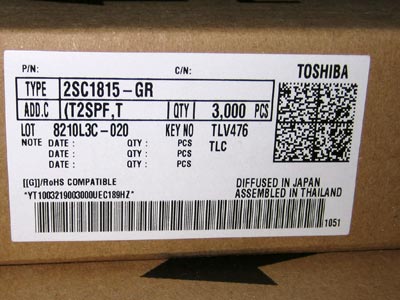 P/N: C/N: TOSHIBA
TYPE 2SC1815-GR
ADD.C (T2SPF,T QTY 3,000 PCS
LOT 8210L3C-020 KEY NO TLV476
NOTE DATE : QTY : PCS TLC
DATE : QTY : PCS
DATE : QTY : PCS
[[G]]/RoHS COMPATIBLE DIFFUSED IN JAPAN
*YT1003219003000UEC189HZ* ASSEMBLED IN THAILAND
1051